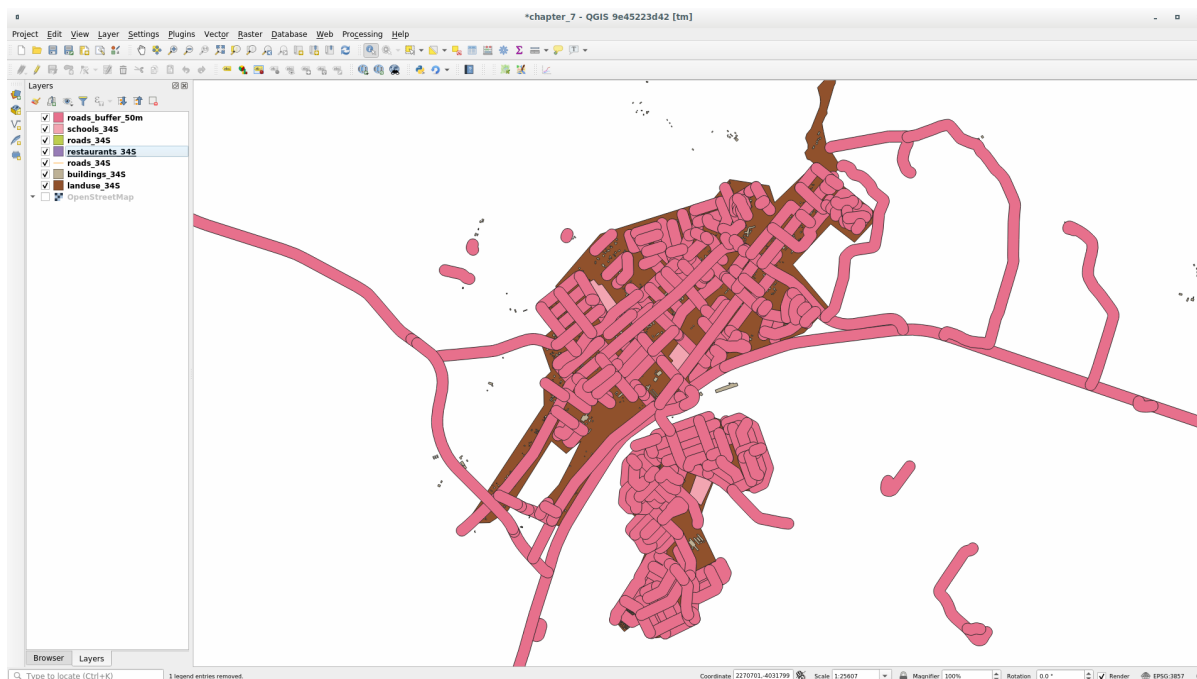 *chapter_7 - QGIS 9e45223d42 [tm]
Project Edit View Layer Settings Plugins Vector Raster Database Web Processing Help
Layers
roads_buffer_50m
schools_34S
roads_34S
restaurants_34S
roads_34S
buildings_34S
landuse_34S
OpenStreetMap
Browser Layers
Type to locate (Ctrl+K) 1 legend entries removed. Coordinate 2270701,-4031799 Scale 1:25607 Magnifier 100% Rotation 0.0 ° Render EPSG:3857